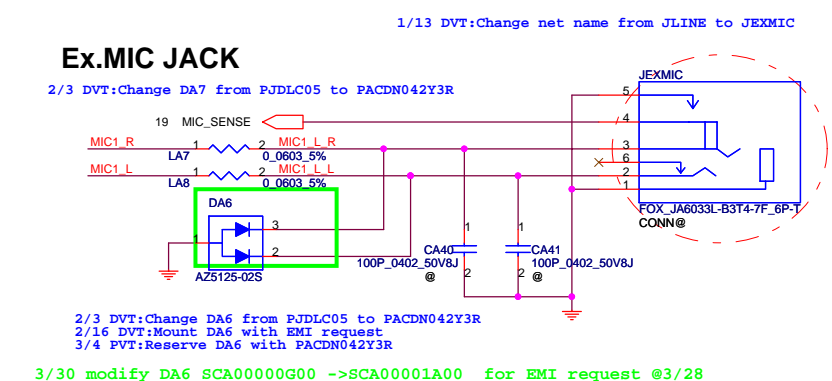 1/13 DVT:Change net name from JLINE to JEXMIC
Ex.MIC JACK
2/3 DVT:Change DA7 from PJDLC05 to PACDN042Y3R
JEXMIC
5
19 MIC_SENSE
4
MIC1_R 1 2 MIC1_L_R
3
LA7 0_0603_5%
6
MIC1_L 1 2 MIC1_L_L
2
LA8 0_0603_5%
1
DA6
FOX_JA6033L-B3T4-7F_6P-T
CONN@
3
1
2
AZ5125-02S
1
CA40
100P_0402_50V8J
2
@
1
CA41
100P_0402_50V8J
2
@
2/3 DVT:Change DA6 from PJDLC05 to PACDN042Y3R
2/16 DVT:Mount DA6 with EMI request
3/4 PVT:Reserve DA6 with PACDN042Y3R
3/30 modify DA6 SCA00000G00 ->SCA00001A00 for EMI request @3/28